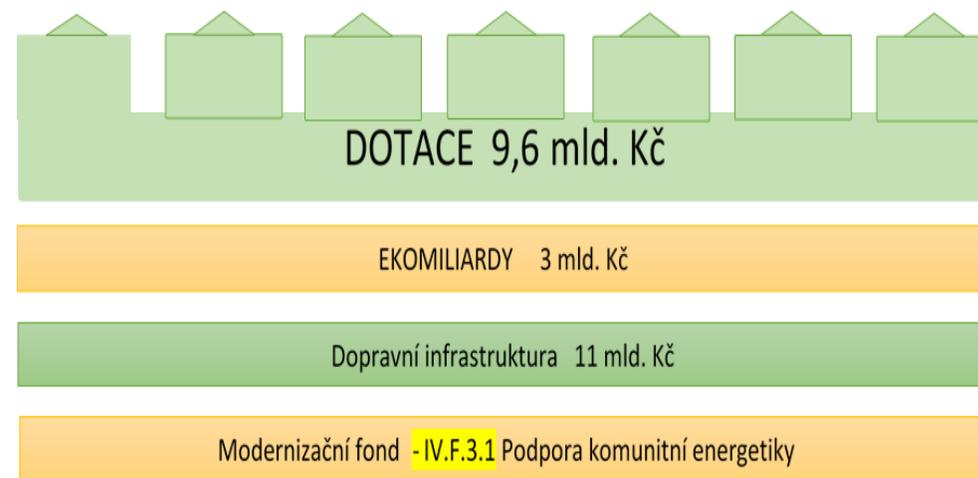 DOTACE 9,6 mld. Kč
EKOMILIARDY 3 mld. Kč
Dopravní infrastruktura 11 mld. Kč
Modernizační fond - IV.F.3.1 Podpora komunitní energetiky